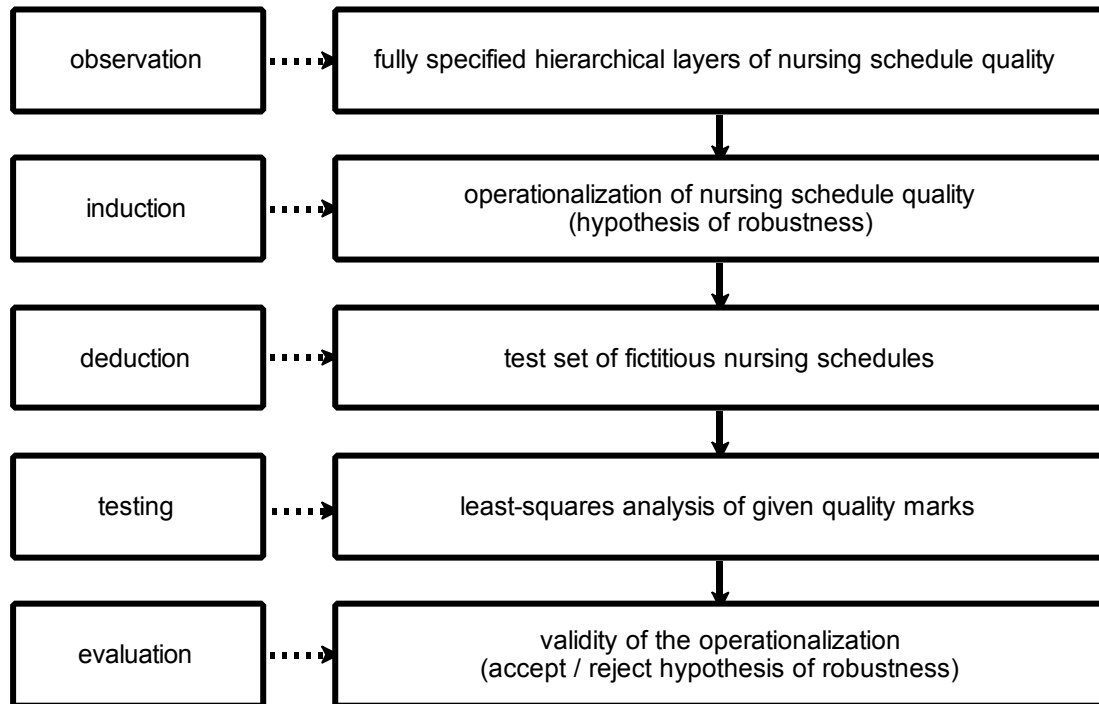 observation
fully specified hierarchical layers of nursing schedule quality
induction
operationalization of nursing schedule quality
(hypothesis of robustness)
deduction
test set of fictitious nursing schedules
testing
least-squares analysis of given quality marks
evaluation
validity of the operationalization
(accept / reject hypothesis of robustness)